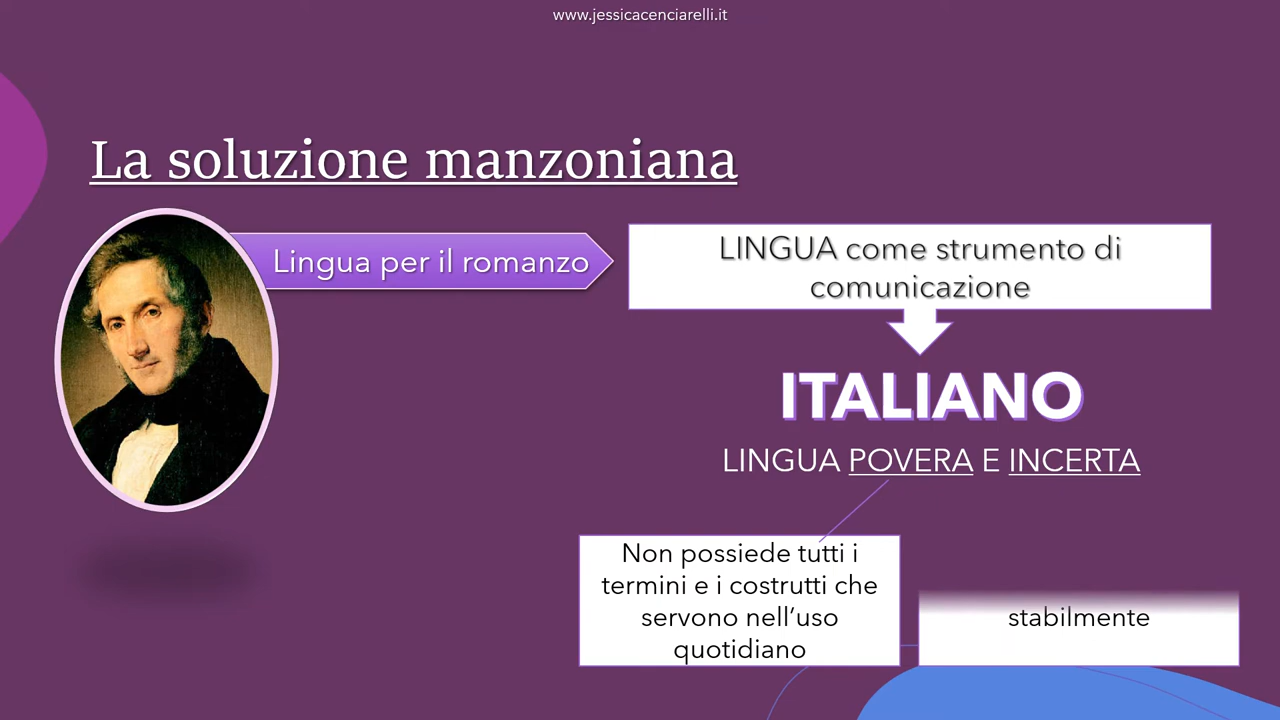 www.jessicacenciarelli.it
La soluzione manzoniana
Lingua per il romanzo
LINGUA come strumento di
comunicazione
ITALIANO
LINGUA POVERA E INCERTA
Non possiede tutti i
termini e i costrutti che
servono nell’uso
quotidiano
stabilmente